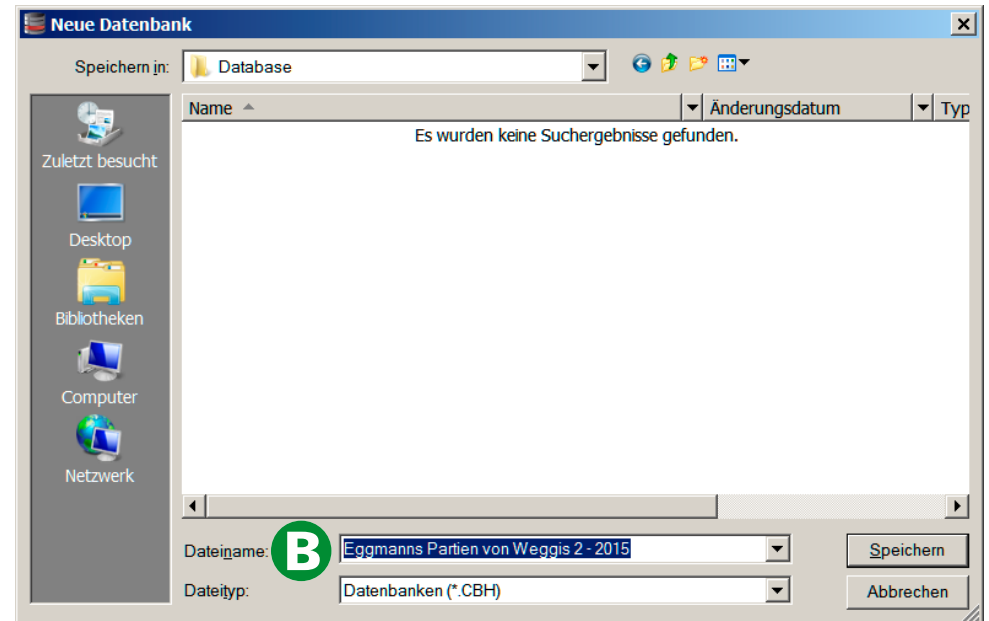 Neue Datenbank
Speichern in: Database
Name Änderungsdatum Typ
Es wurden keine Suchergebnisse gefunden.
Zuletzt besucht
Desktop
Bibliotheken
Computer
Netzwerk
Dateiname: B Eggmanns Partien von Weggis 2 - 2015 Speichern
Dateityp: Datenbanken (*.CBH) Abbrechen